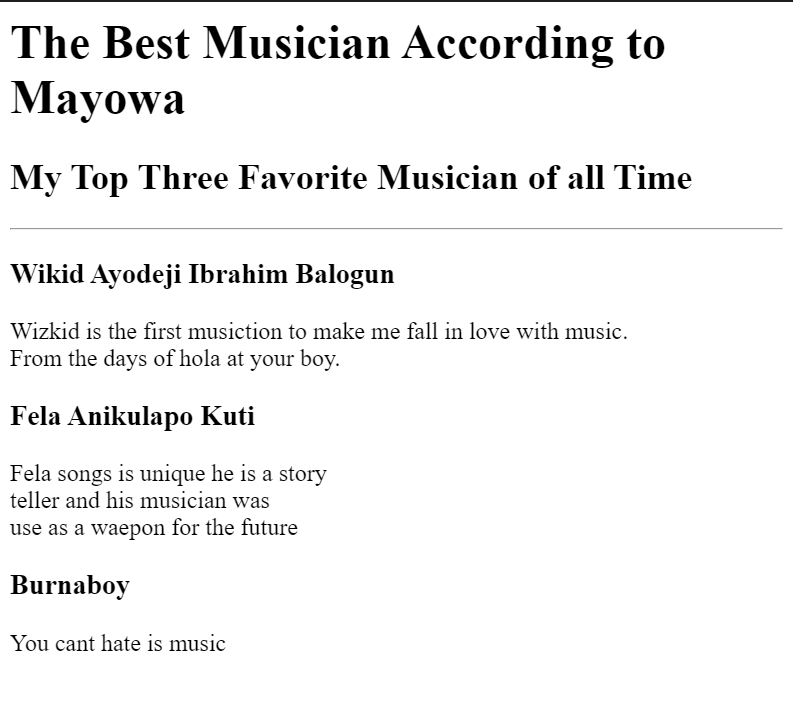 The Best Musician According to
Mayowa
My Top Three Favorite Musician of all Time
Wikid Ayodeji Ibrahim Balogun
Wizkid is the first musiction to make me fall in love with music.
From the days of hola at your boy.
Fela Anikulapo Kuti
Fela songs is unique he is a story
teller and his musician was
use as a waepon for the future
Burnaboy
You cant hate is music